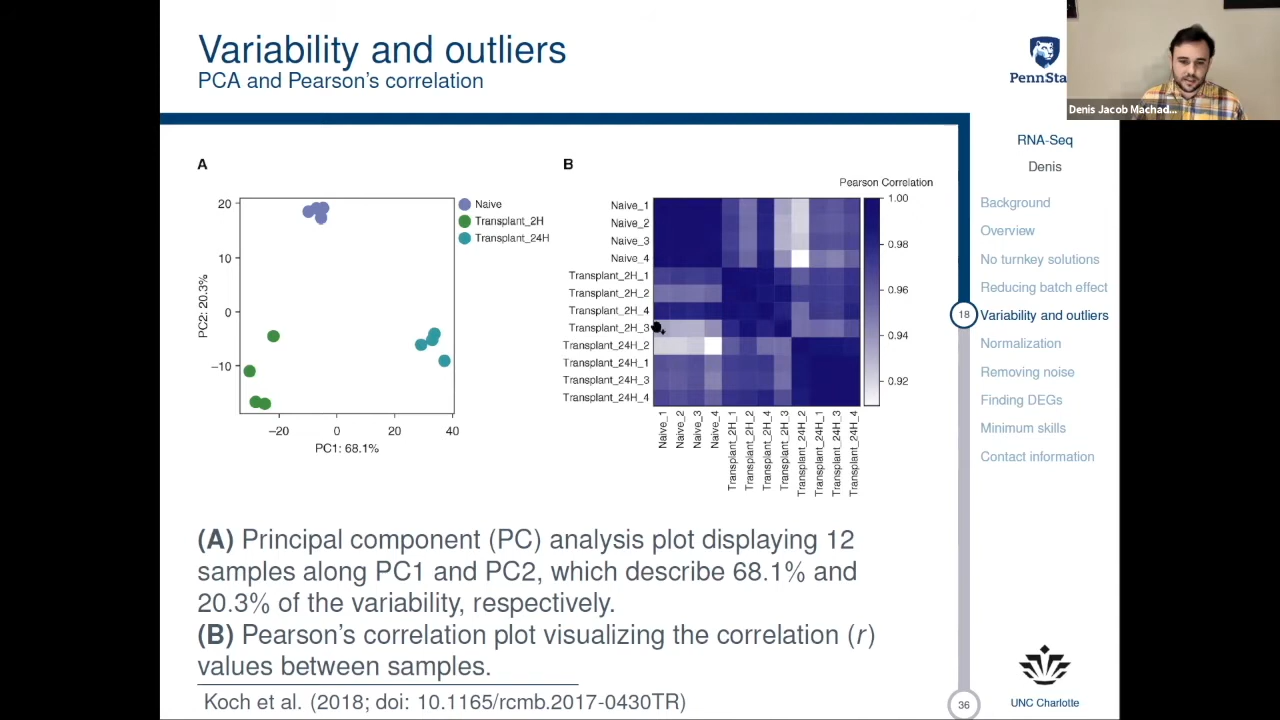 Variability and outliers
PCA and Pearson's correlation
PennSta
Denis Jacob Machad...
RNA-Seq
Denis
Background
Overview
No turnkey solutions
Reducing batch effect
18
Variability and outliers
Normalization
Removing noise
Finding DEGs
Minimum skills
Contact information
A
20
10
0
−10
PC2: 20.3%
−20
0
20
40
PC1: 68.1%
Naive
Transplant_2H
Transplant_24H
B
Pearson Correlation
Naive_1
Naive_2
Naive_3
Naive_4
Transplant_2H_1
Transplant_2H_2
Transplant_2H_4
Transplant_2H_3
Transplant_24H_2
Transplant_24H_1
Transplant_24H_3
Transplant_24H_4
Naive_1
Naive_2
Naive_3
Naive_4
Transplant_2H_1
Transplant_2H_2
Transplant_2H_4
Transplant_2H_3
Transplant_24H_2
Transplant_24H_1
Transplant_24H_3
Transplant_24H_4
1.00
0.98
0.96
0.94
0.92
(A) Principal component (PC) analysis plot displaying 12
samples along PC1 and PC2, which describe 68.1% and
20.3% of the variability, respectively.
(B) Pearson's correlation plot visualizing the correlation (r)
values between samples.
Koch et al. (2018; doi: 10.1165/rcmb.2017-0430TR)
36
UNC Charlotte